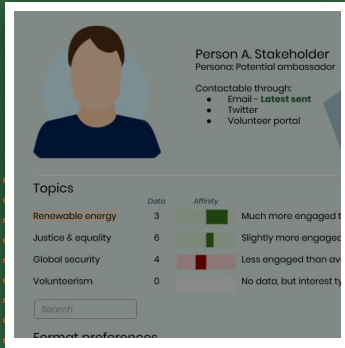 Person A. Stakeholder
Persona: Potential ambassador
Contactable through:
● Email - Latest sent
● Twitter
● Volunteer portal
Topics
Data Affinity
Renewable energy 3 Much more engaged t
Justice & equality 6 Slightly more engaged
Global security 4 Less engaged than av
Volunteerism 0 No data, but interest ty
Search
Format preferences